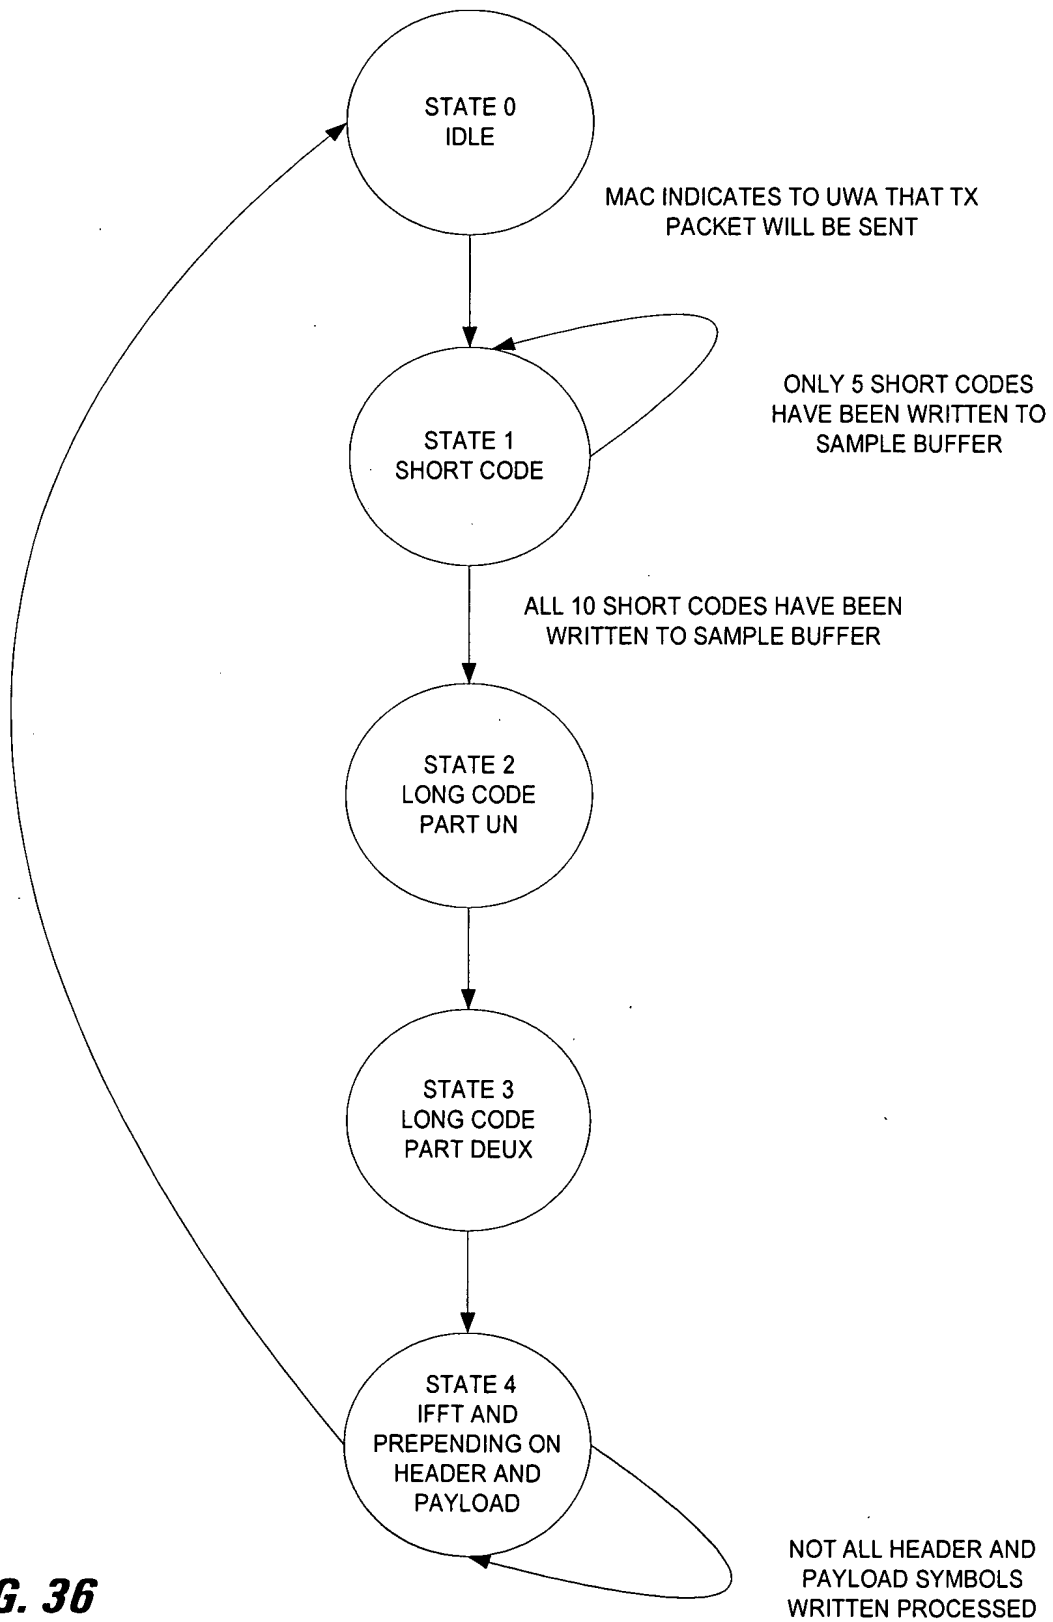 STATE 0
IDLE
MAC INDICATES TO UWA THAT TX
PACKET WILL BE SENT
ONLY 5 SHORT CODES
HAVE BEEN WRITTEN TO
SAMPLE BUFFER
STATE 1
SHORT CODE
ALL 10 SHORT CODES HAVE BEEN
WRITTEN TO SAMPLE BUFFER
STATE 2
LONG CODE
PART UN
STATE 3
LONG CODE
PART DEUX
STATE 4
IFFT AND
PREPENDING ON
HEADER AND
PAYLOAD
NOT ALL HEADER AND
PAYLOAD SYMBOLS
WRITTEN PROCESSED
G. 36